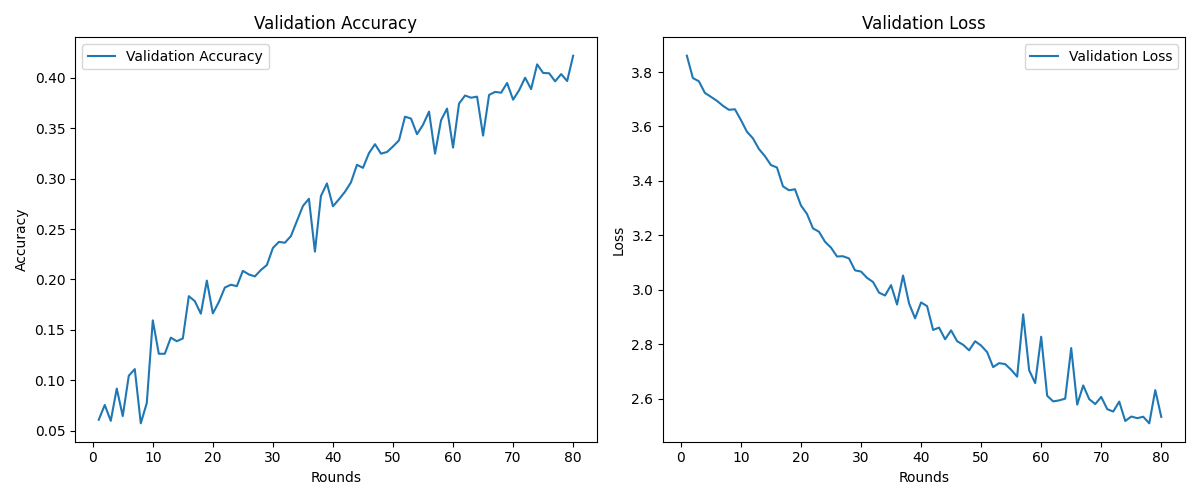 Validation Accuracy
Validation Accuracy
0.40
0.35
0.30
0.25
0.20
0.15
0.10
0.05
Accuracy
0 10 20 30 40 50 60 70 80
Rounds
Validation Loss
Validation Loss
3.8
3.6
3.4
3.2
3.0
2.8
2.6
Loss
0 10 20 30 40 50 60 70 80
Rounds